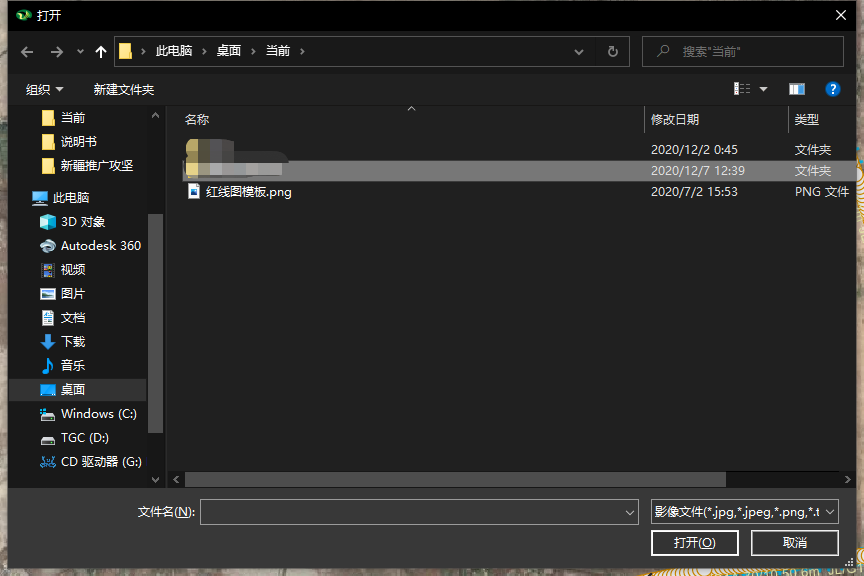 打开
此电脑 › 桌面 › 当前 ›
搜索"当前"
组织
新建文件夹
?
当前
说明书
新疆推广攻坚
此电脑
3D 对象
Autodesk 360
视频
图片
文档
下载
音乐
桌面
Windows (C:)
TGC (D:)
CD 驱动器 (G:)
名称 修改日期 类型
2020/12/2 0:45 文件夹
2020/12/7 12:39 文件夹
红线图模板.png 2020/7/2 15:53 PNG 文件
文件名(N):
影像文件(*.jpg,*.jpeg,*.png,*.t
打开(O)
取消